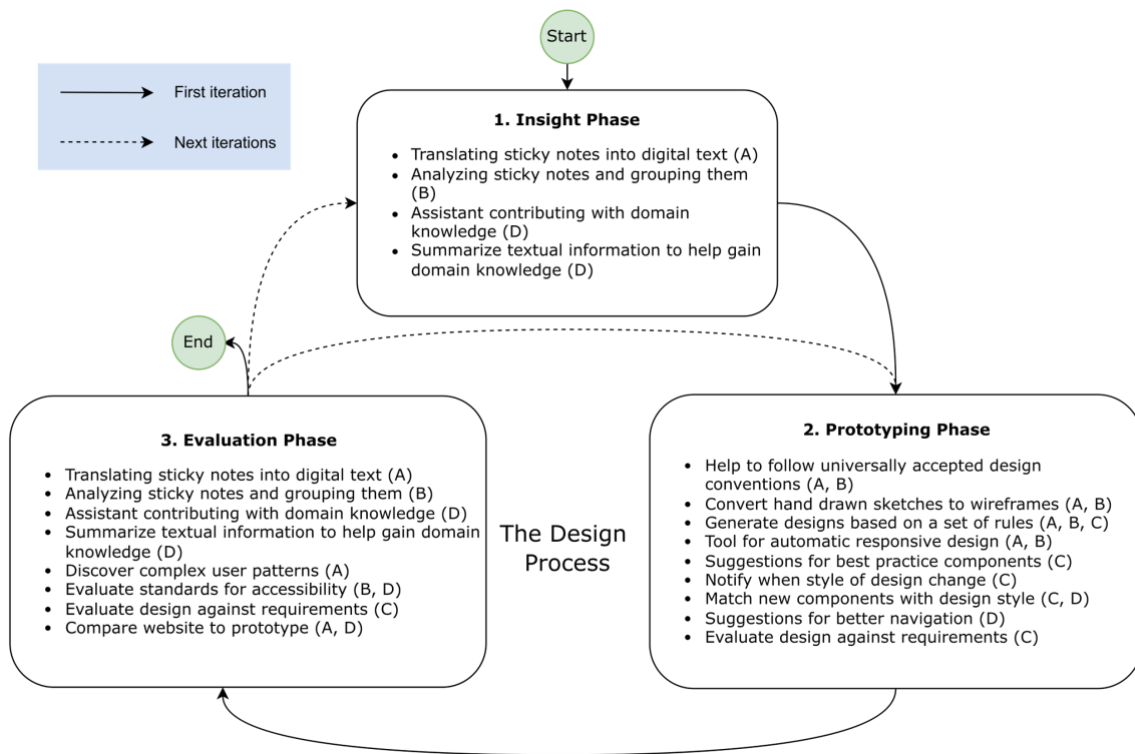 Start
First iteration
Next iterations
1. Insight Phase
• Translating sticky notes into digital text (A)
• Analyzing sticky notes and grouping them
(B)
• Assistant contributing with domain
knowledge (D)
• Summarize textual information to help gain
domain knowledge (D)
End
3. Evaluation Phase
• Translating sticky notes into digital text (A)
• Analyzing sticky notes and grouping them (B)
• Assistant contributing with domain knowledge (D)
• Summarize textual information to help gain domain
knowledge (D)
• Discover complex user patterns (A)
• Evaluate standards for accessibility (B, D)
• Evaluate design against requirements (C)
• Compare website to prototype (A, D)
The Design
Process
2. Prototyping Phase
• Help to follow universally accepted design
conventions (A, B)
• Convert hand drawn sketches to wireframes (A, B)
• Generate designs based on a set of rules (A, B, C)
• Tool for automatic responsive design (A, B)
• Suggestions for best practice components (C)
• Notify when style of design change (C)
• Match new components with design style (C, D)
• Suggestions for better navigation (D)
• Evaluate design against requirements (C)